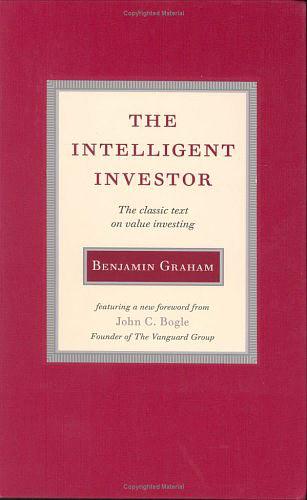 THE
INTELLIGENT
INVESTOR
The classic text
on value investing
BENJAMIN GRAHAM
featuring a new foreword from
John C. Bogle
Founder of The Vanguard Group
Copyrighted Material
Copyrighted Material